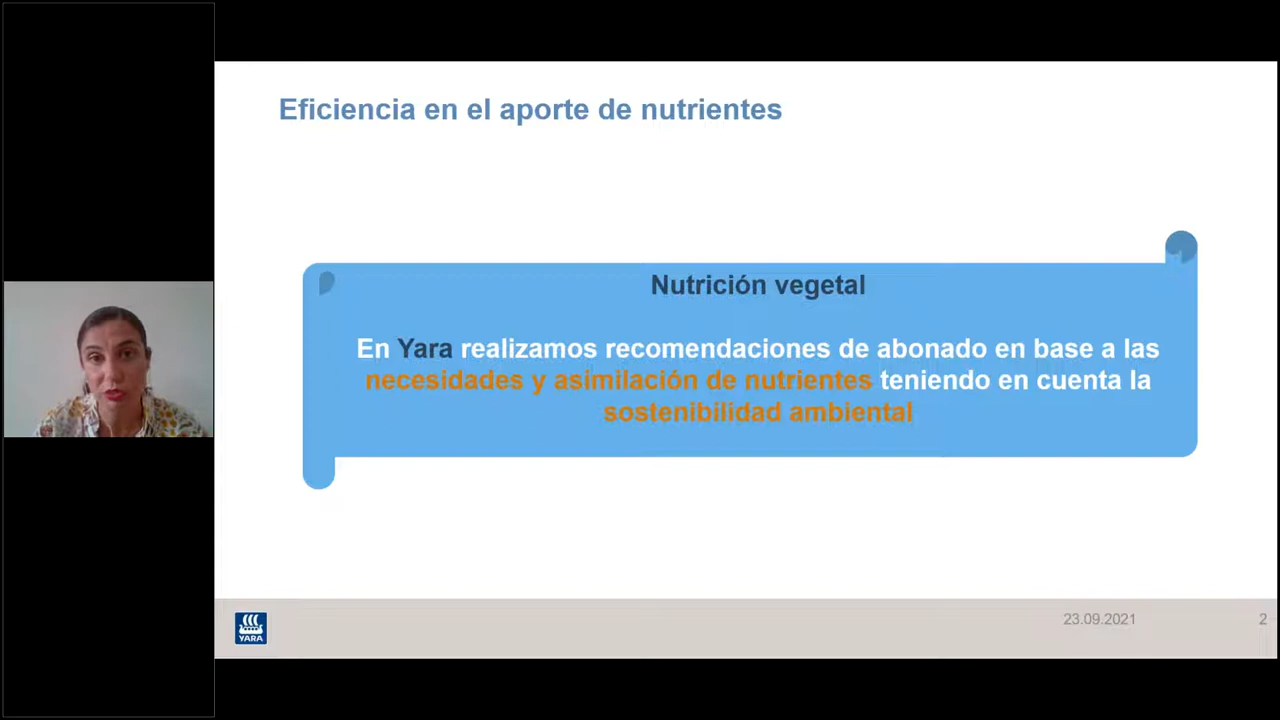 Eficiencia en el aporte de nutrientes
Nutrición vegetal
En Yara realizamos recomendaciones de abonado en base a las
necesidades y asimilación de nutrientes teniendo en cuenta la
sostenibilidad ambiental
YARA
23.09.2021
2